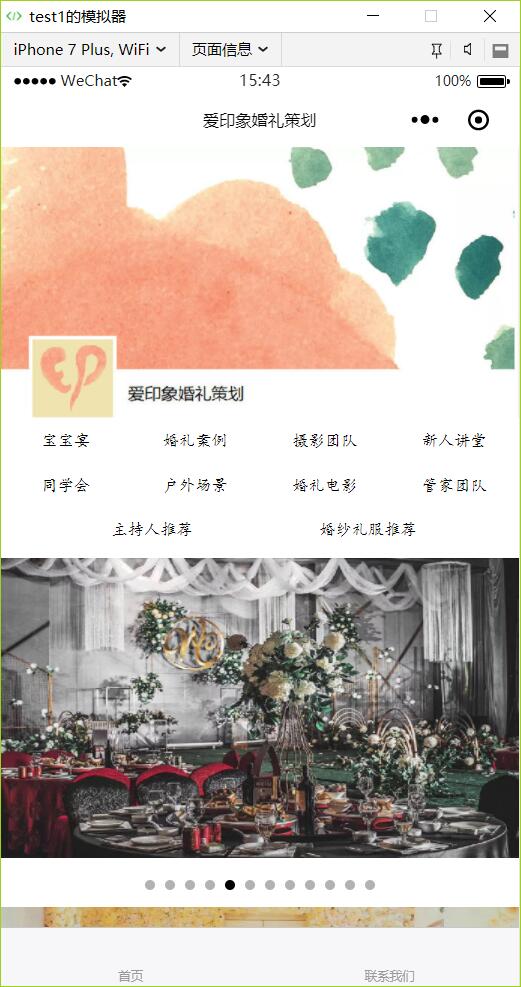 test1的模拟器
iPhone 7 Plus, WiFi 页面信息
WeChat 15:43 100%
爱印象婚礼策划
EP
爱印象婚礼策划
宝宝宴 婚礼案例 摄影团队 新人讲堂
同学会 户外场景 婚礼电影 管家团队
主持人推荐 婚纱礼服推荐
首页 联系我们